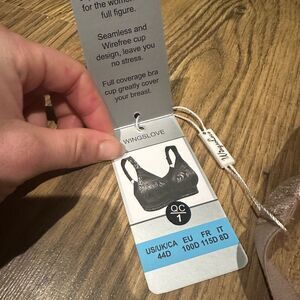 for the women
full figure.
Seamless and
Wirefree cup
design, leave you
no stress.
Full coverage bra
cup greatly cover
your breast.
WINGSLOVE
QC
1
US/UK/CA EU FR IT
44D 100D 115D 8D